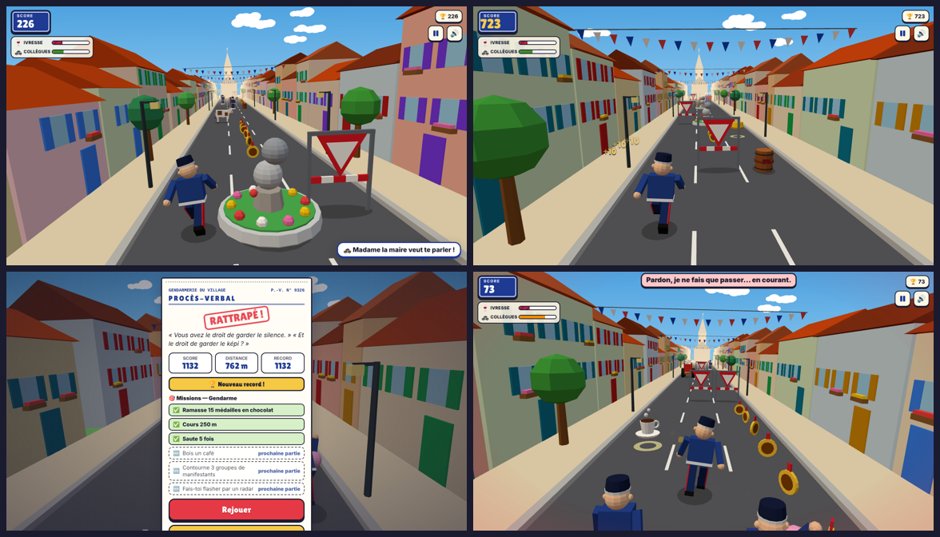 SCORE
226
226
IVRESSE
COLLÈGUES
Madame la maire veut te parler !
SCORE
723
723
IVRESSE
COLLÈGUES
+10
GENDARMERIE DU VILLAGE
P.-V. N° 9326
PROCÈS-VERBAL
RATTRAPÉ !
« Vous avez le droit de garder le silence. » « Et
le droit de garder le képi ? »
SCORE
DISTANCE
RECORD
1132
762 m
1132
Nouveau record !
Missions — Gendarme
Ramasse 15 médailles en chocolat
Cours 250 m
Saute 5 fois
Bois un café
prochaine partie
Contourne 3 groupes de
manifestants
prochaine partie
Fais-toi flasher par un radar
prochaine partie
Rejouer
Pardon, je ne fais que passer... en courant.
SCORE
73
73
IVRESSE
COLLÈGUES